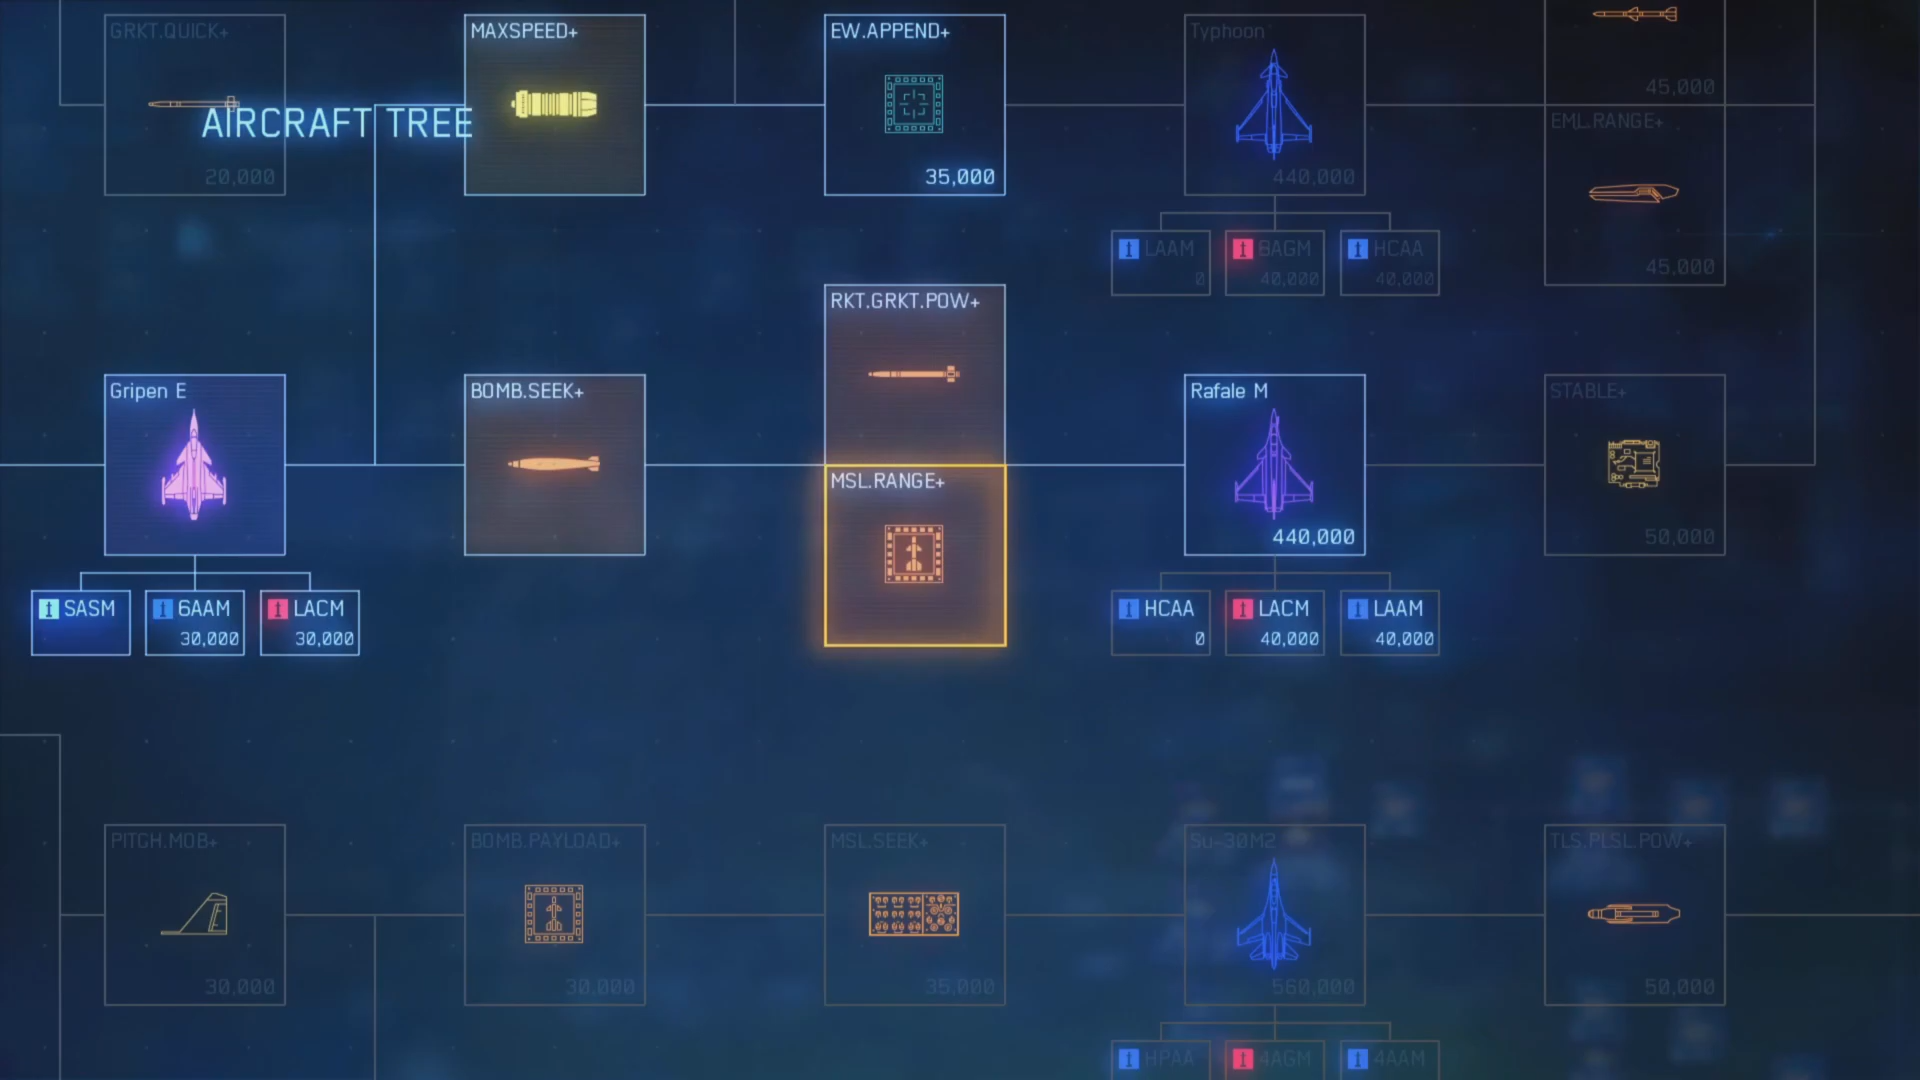 GRKT.QUICK+
20,000
AIRCRAFT TREE
MAXSPEED+
EW.APPEND+
35,000
Typhoon
440,000
LAAM
0
BAGM
40,000
HCAA
40,000
45,000
EML.RANGE+
45,000
RKT.GRKT.POW+
Gripen E
SASM
6AAM
30,000
LACM
30,000
BOMB.SEEK+
MSL.RANGE+
Rafale M
440,000
HCAA
0
LACM
40,000
LAAM
40,000
STABLE+
50,000
PITCH.MOB+
30,000
BOMB.PAYLOAD+
30,000
MSL.SEEK+
35,000
Su-30M2
560,000
HPAA
4AGM
4AAM
TLS.PLSL.POW+
50,000